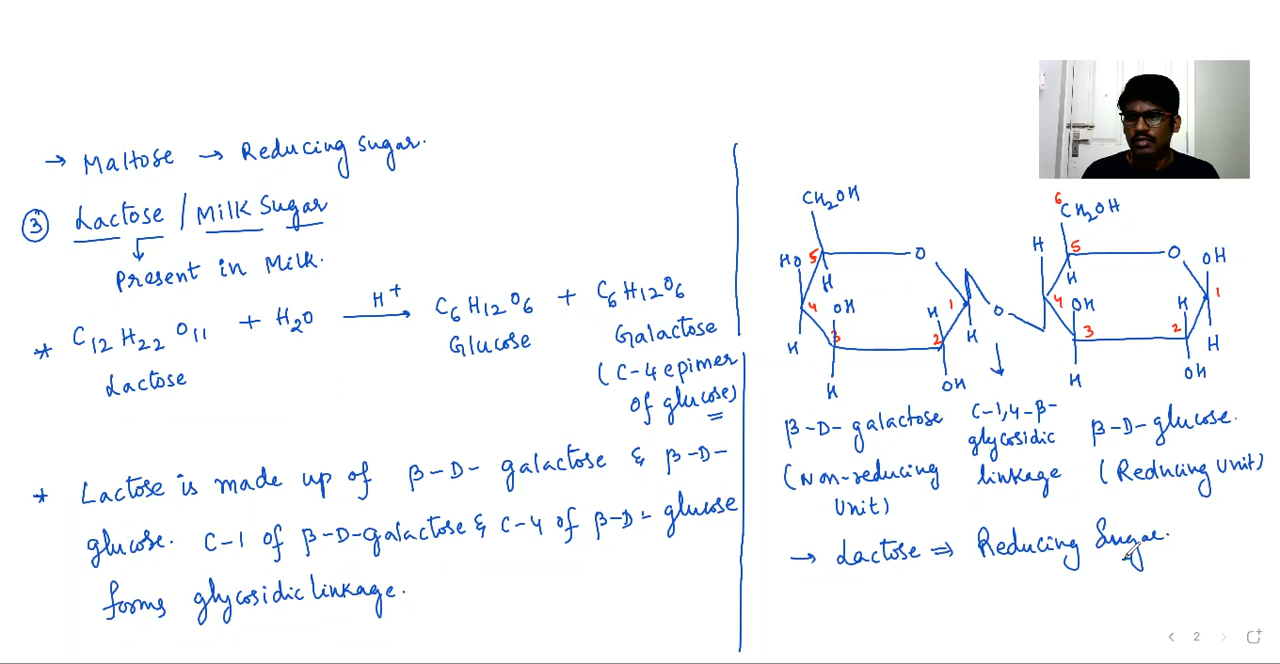 → Maltose → Reducing sugar.
③ Lactose / Milk Sugar
Present in Milk.
* C12H22O11 + H2O H+ → C6H12O6 + C6H12O6
Lactose Glucose Galactose
(C-4 epimer
of glucose)
* Lactose is made up of β-D-galactose & β-D-
glucose. C-1 of β-D-galactose & C-4 of β-D-glucose
forms glycosidic linkage.
CH2OH 6 CH2OH
HO 5 O H 5 O OH
H H
4 OH H 1 O 4 OH H 1
3 2 H 3 2 H
H OH H OH
β-D-galactose C-1,4-β- β-D-glucose.
glycosidic
(Non-reducing linkage (Reducing Unit)
Unit)
→ Lactose ⇒ Reducing Sugar.
2